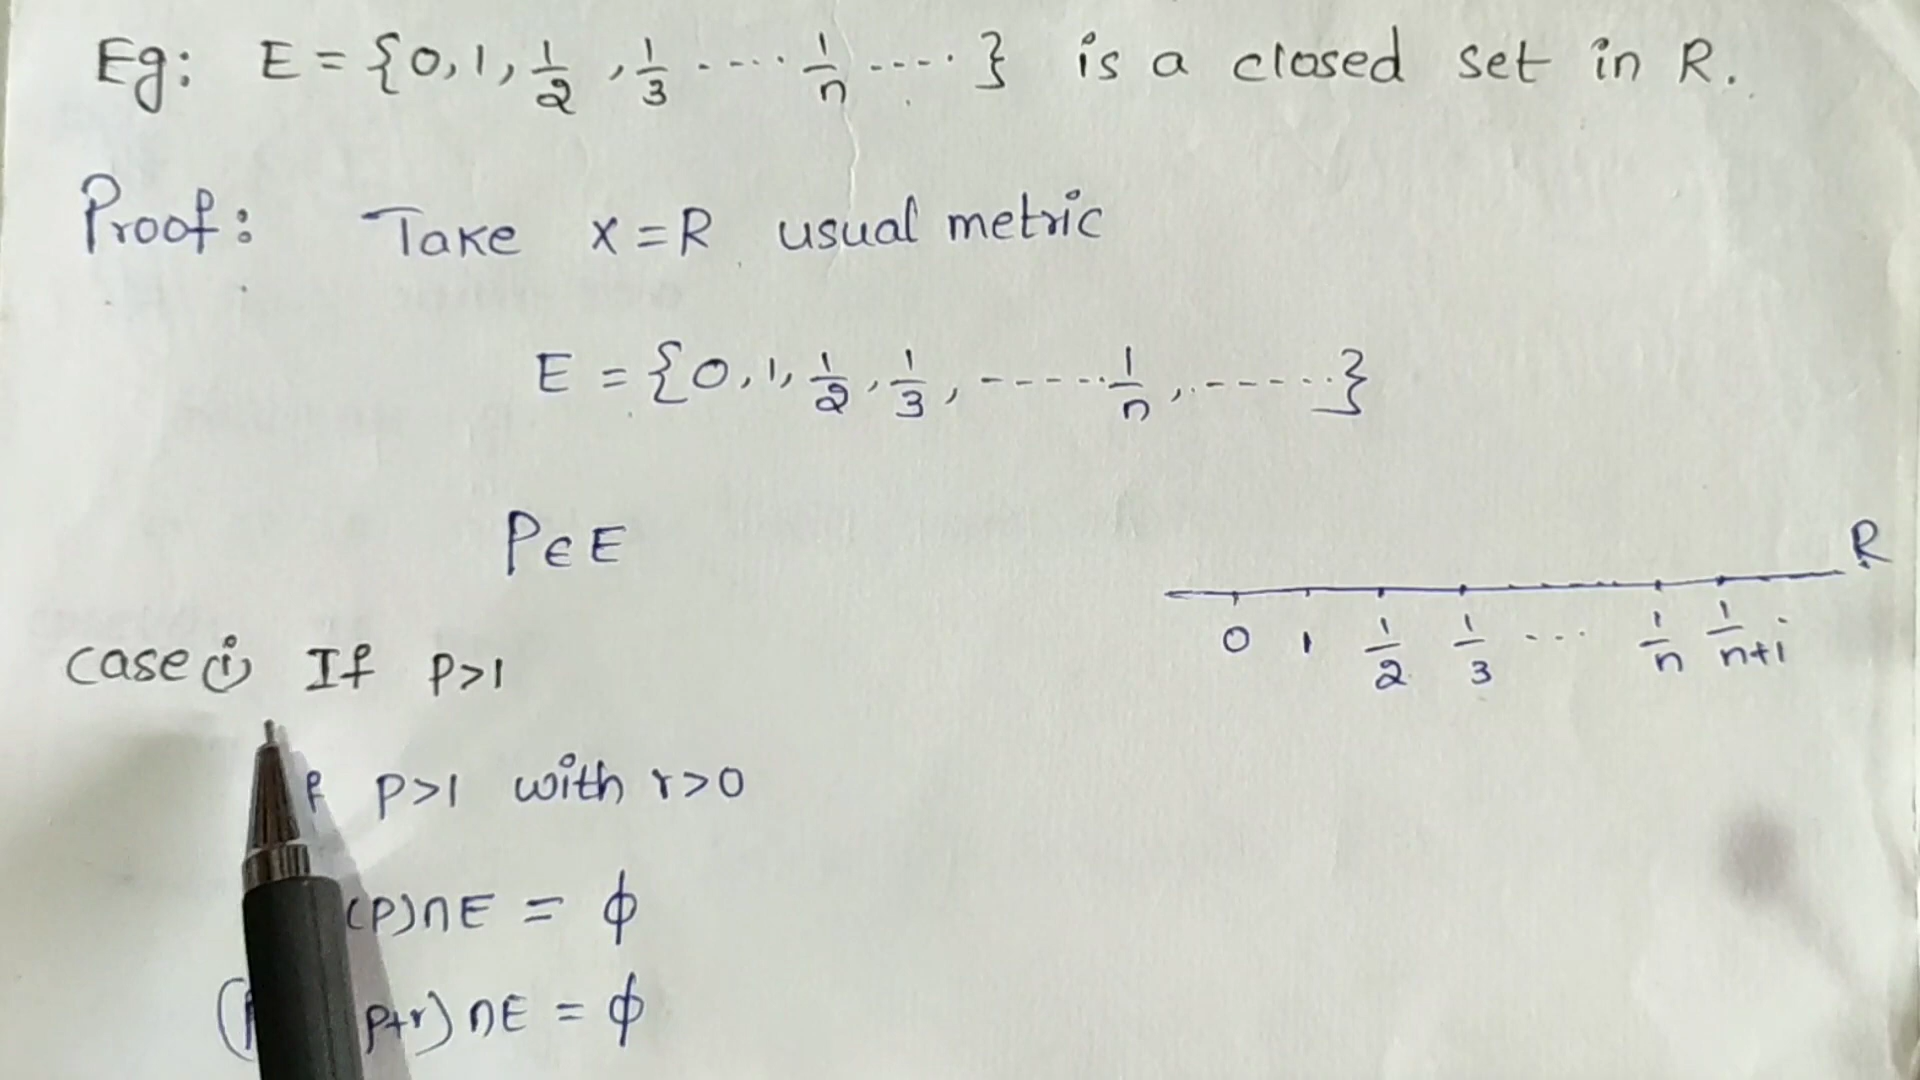 Eg: E = {0, 1, 1/2, 1/3 ---- 1/n ----} is a closed set in R.
Proof: Take X = R usual metric
E = {0, 1, 1/2, 1/3, ----- 1/n, ------}
P∈E
R
0 1 1/2 1/3 ... 1/n 1/n+1
case (i) If P>1
P>1 with r>0
(P)∩E = ϕ
P+r)∩E = ϕ